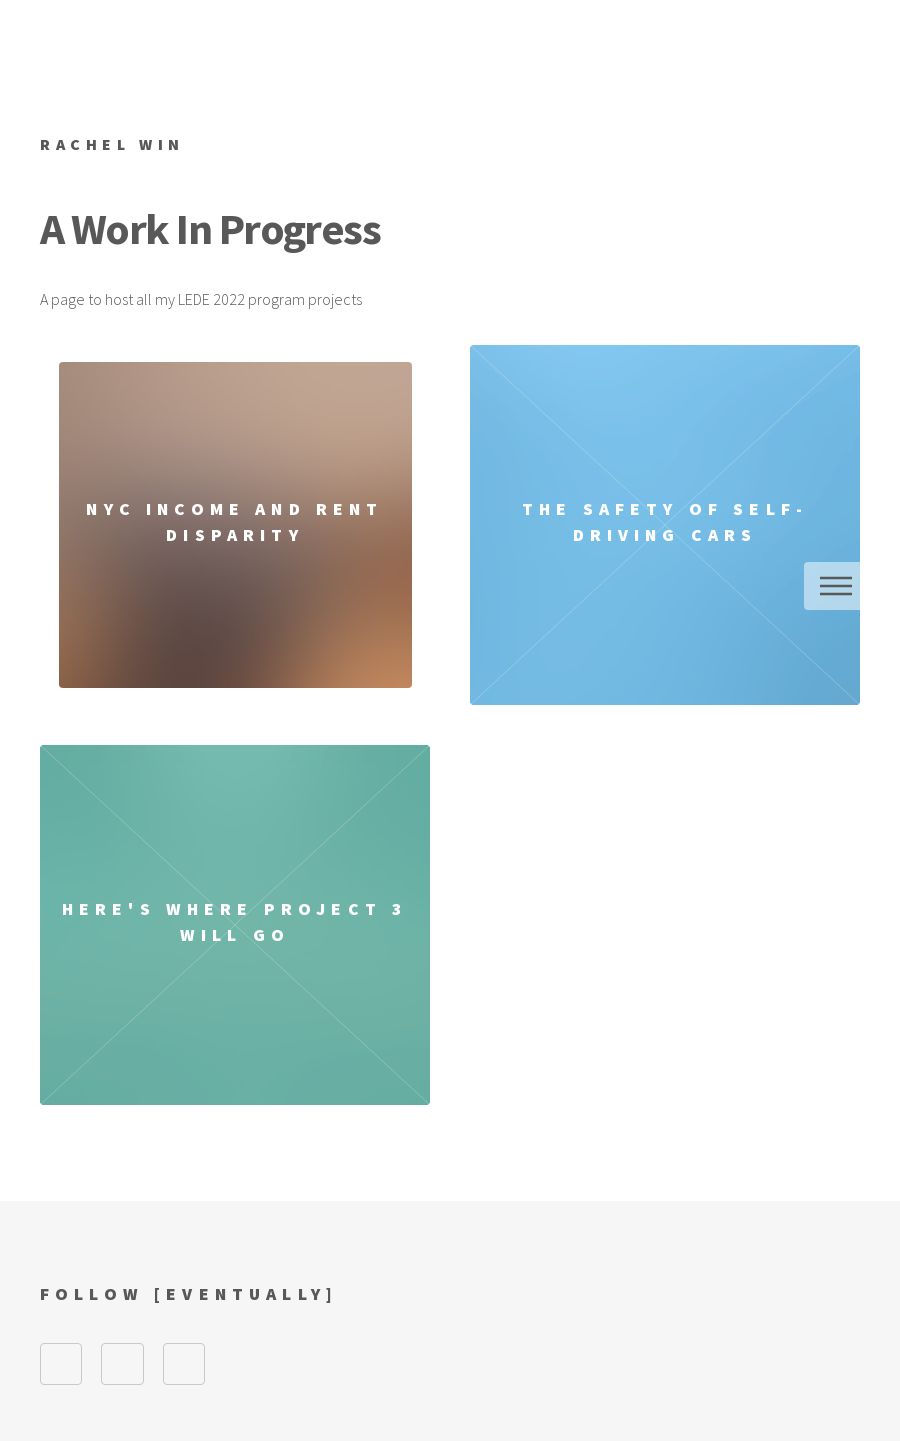 RACHEL WIN
A Work In Progress
A page to host all my LEDE 2022 program projects
NYC INCOME AND RENT
DISPARITY
THE SAFETY OF SELF-
DRIVING CARS
HERE'S WHERE PROJECT 3
WILL GO
FOLLOW [EVENTUALLY]